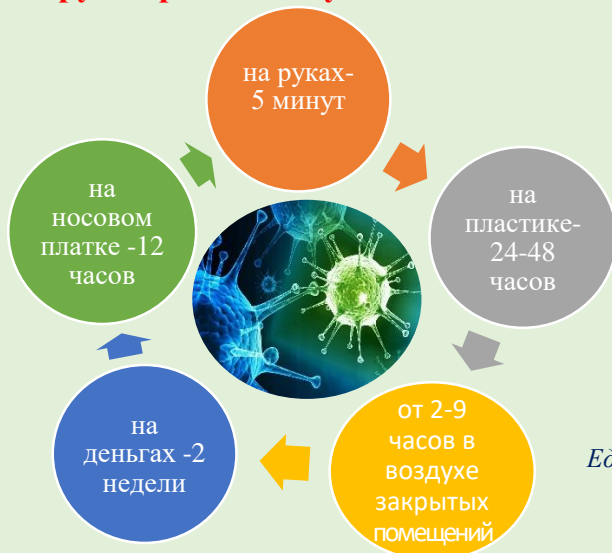 на руках-
5 минут
на
пластике-
24-48
часов
от 2-9
часов в
воздухе
закрытых
помещений
на
деньгах -2
недели
на
носовом
платке -12
часов